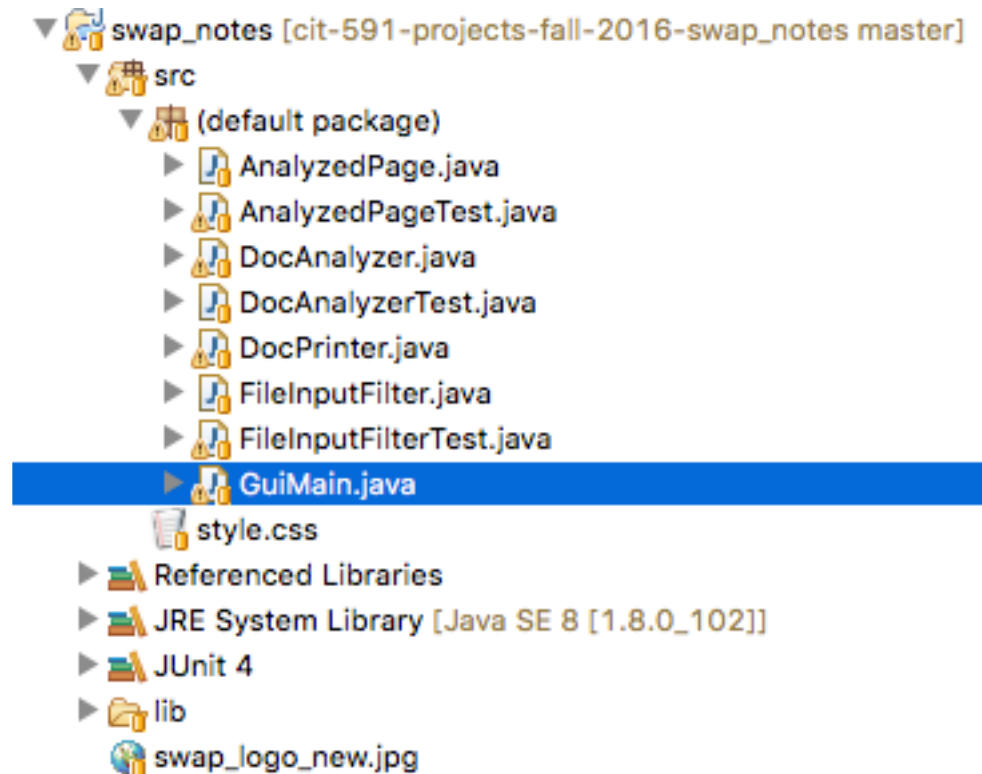 swap_notes [cit-591-projects-fall-2016-swap_notes master]
src
(default package)
AnalyzedPage.java
AnalyzedPageTest.java
DocAnalyzer.java
DocAnalyzerTest.java
DocPrinter.java
FileInputFilter.java
FileInputFilterTest.java
GuiMain.java
style.css
Referenced Libraries
JRE System Library [Java SE 8 [1.8.0_102]]
JUnit 4
lib
swap_logo_new.jpg